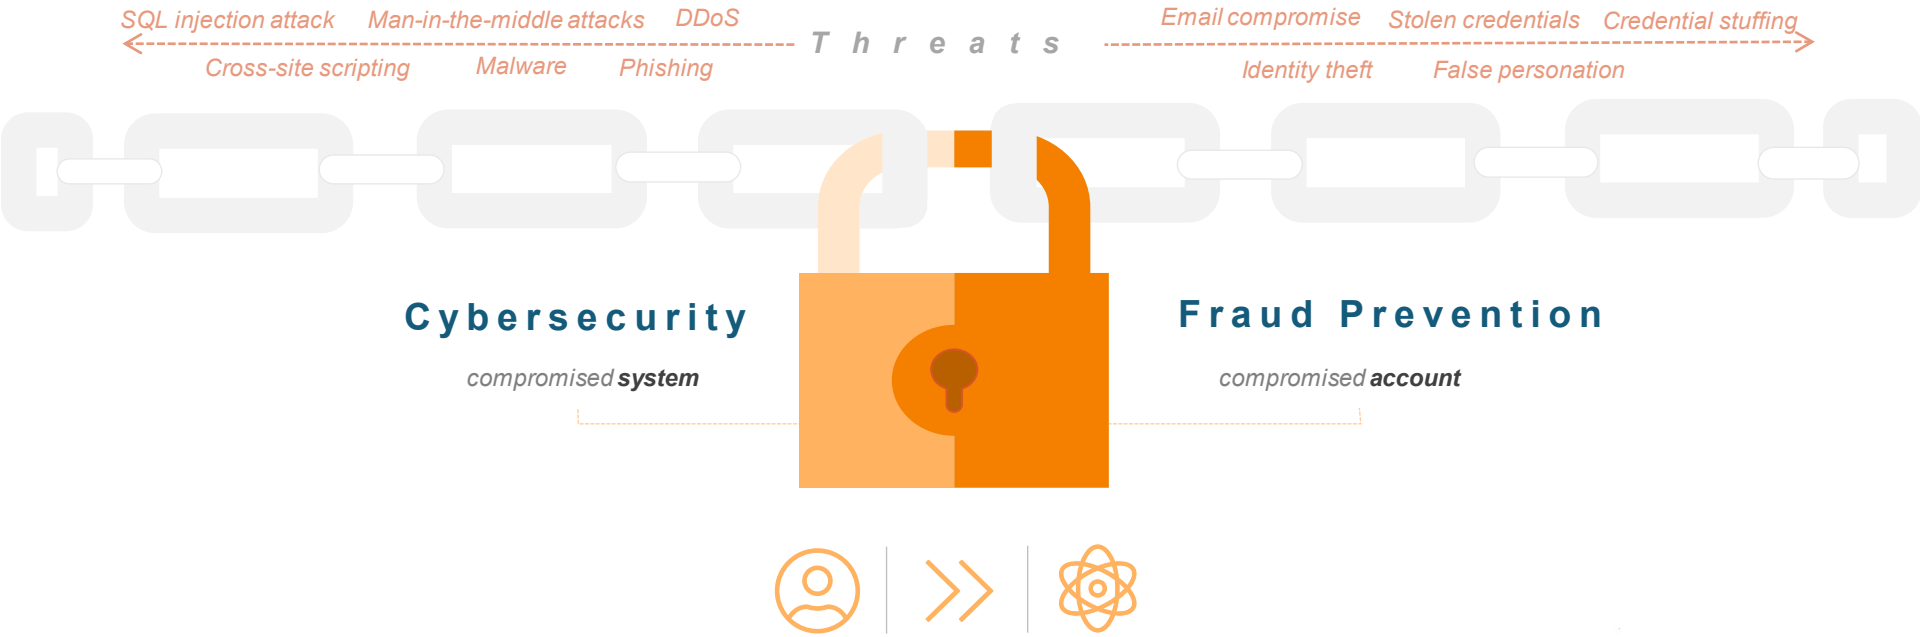 SQL injection attack Man-in-the-middle attacks DDoS
Threats
Cross-site scripting Malware Phishing
Email compromise Stolen credentials Credential stuffing
Identity theft False personation
Cybersecurity
compromised system
Fraud Prevention
compromised account